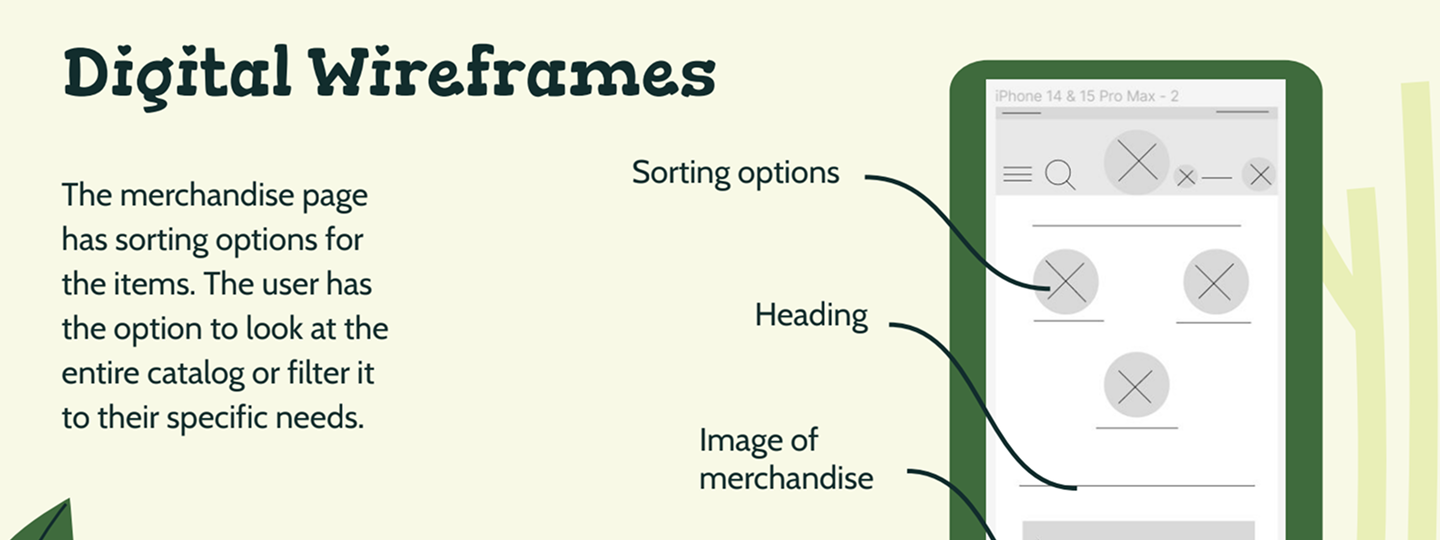 Digital Wireframes
The merchandise page
has sorting options for
the items. The user has
the option to look at the
entire catalog or filter it
to their specific needs.
iPhone 14 & 15 Pro Max - 2
Sorting options
Heading
Image of
merchandise